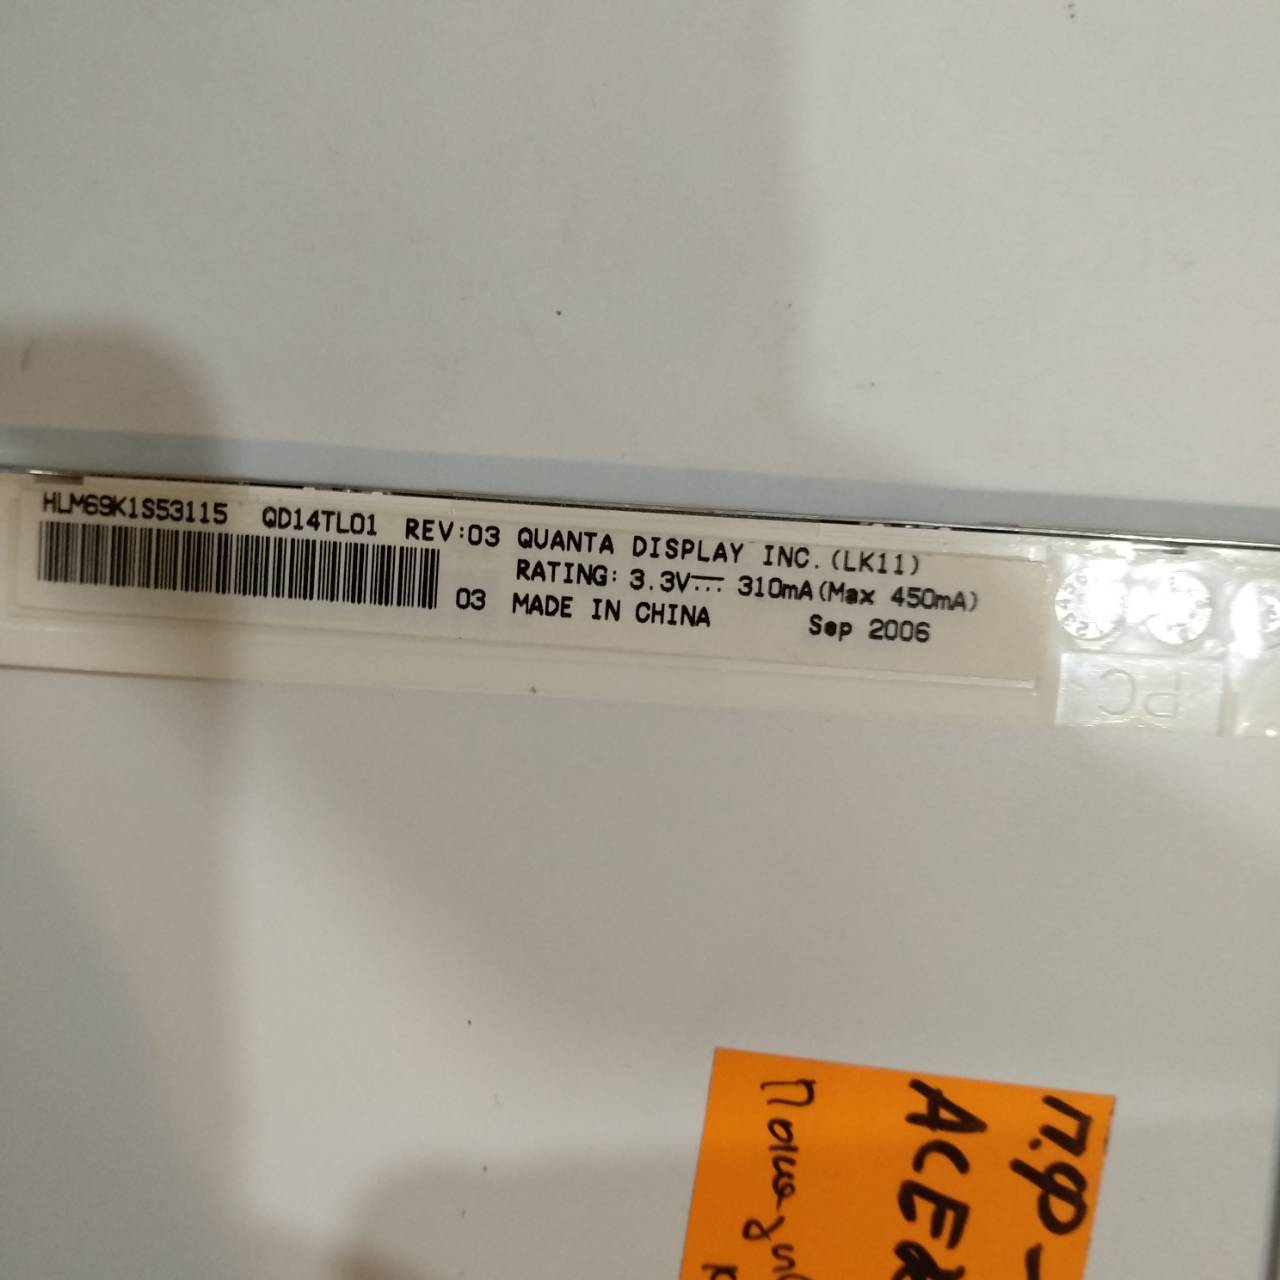 HLM69K1S53115 QD14TL01 REV:03 QUANTA DISPLAY INC.(LK11)
RATING: 3.3V⎓ 310mA(Max 450mA)
03 MADE IN CHINA Sep 2006
PC
п.ф-
ACER